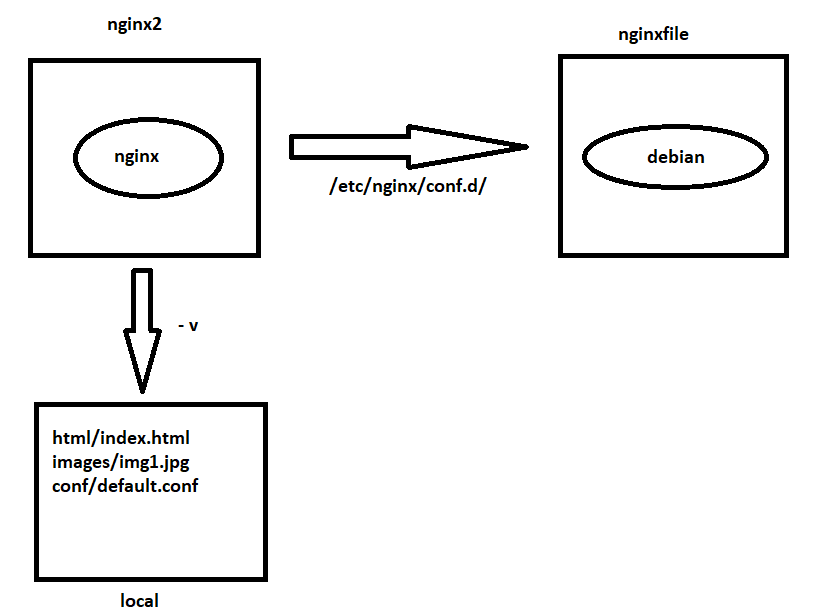 nginx2
nginxfile
nginx
debian
/etc/nginx/conf.d/
- v
html/index.html
images/img1.jpg
conf/default.conf
local